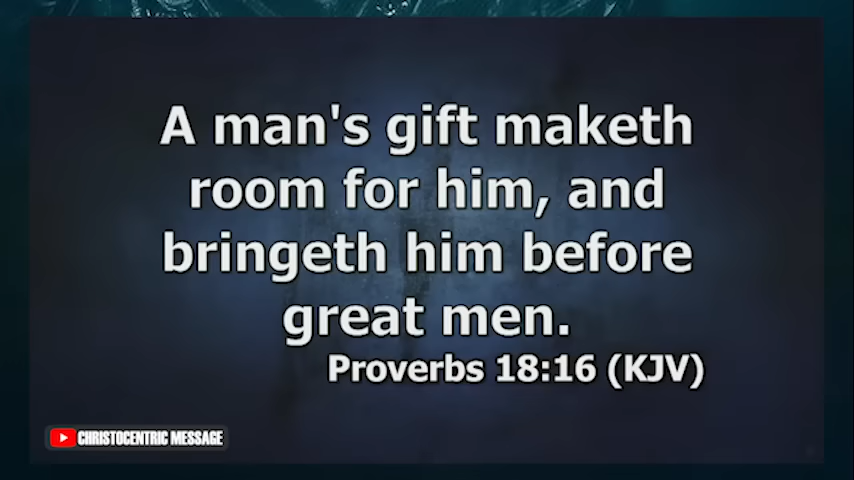 A man's gift maketh
room for him, and
bringeth him before
great men.
Proverbs 18:16 (KJV)
CHRISTOCENTRIC MESSAGE